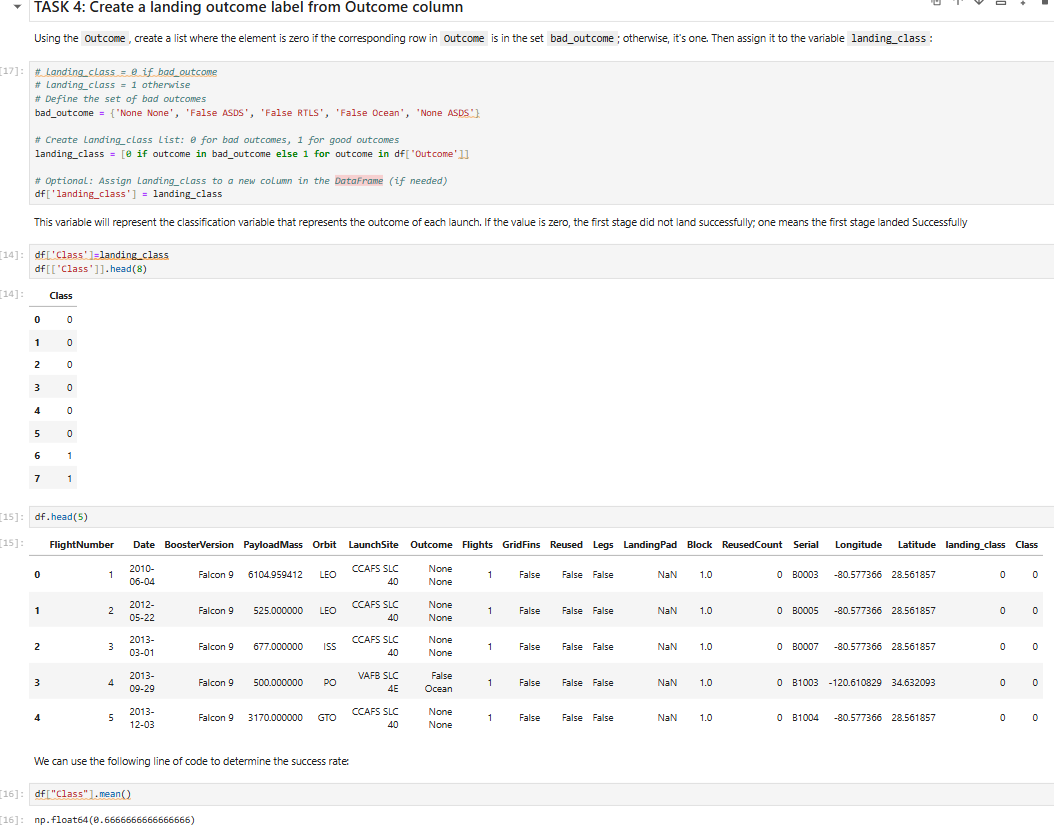 TASK 4: Create a landing outcome label from Outcome column
Using the Outcome , create a list where the element is zero if the corresponding row in Outcome is in the set bad_outcome ; otherwise, it's one. Then assign it to the variable landing_class :
[17]:
# landing_class = 0 if bad_outcome
# landing_class = 1 otherwise
# Define the set of bad outcomes
bad_outcome = {'None None', 'False ASDS', 'False RTLS', 'False Ocean', 'None ASDS'}
# Create landing_class list: 0 for bad outcomes, 1 for good outcomes
landing_class = [0 if outcome in bad_outcome else 1 for outcome in df['Outcome']]
# Optional: Assign landing_class to a new column in the DataFrame (if needed)
df['landing_class'] = landing_class
This variable will represent the classification variable that represents the outcome of each launch. If the value is zero, the first stage did not land successfully; one means the first stage landed Successfully
[14]:
df['Class']=landing_class
df[['Class']].head(8)
[14]:
Class
0 0
1 0
2 0
3 0
4 0
5 0
6 1
7 1
[15]:
df.head(5)
[15]:
FlightNumber Date BoosterVersion PayloadMass Orbit LaunchSite Outcome Flights GridFins Reused Legs LandingPad Block ReusedCount Serial Longitude Latitude landing_class Class
0 1 2010-06-04 Falcon 9 6104.959412 LEO CCAFS SLC 40 None None 1 False False False NaN 1.0 0 B0003 -80.577366 28.561857 0 0
1 2 2012-05-22 Falcon 9 525.000000 LEO CCAFS SLC 40 None None 1 False False False NaN 1.0 0 B0005 -80.577366 28.561857 0 0
2 3 2013-03-01 Falcon 9 677.000000 ISS CCAFS SLC 40 None None 1 False False False NaN 1.0 0 B0007 -80.577366 28.561857 0 0
3 4 2013-09-29 Falcon 9 500.000000 PO VAFB SLC 4E False Ocean 1 False False False NaN 1.0 0 B1003 -120.610829 34.632093 0 0
4 5 2013-12-03 Falcon 9 3170.000000 GTO CCAFS SLC 40 None None 1 False False False NaN 1.0 0 B1004 -80.577366 28.561857 0 0
We can use the following line of code to determine the success rate:
[16]:
df["Class"].mean()
[16]:
np.float64(0.6666666666666666)